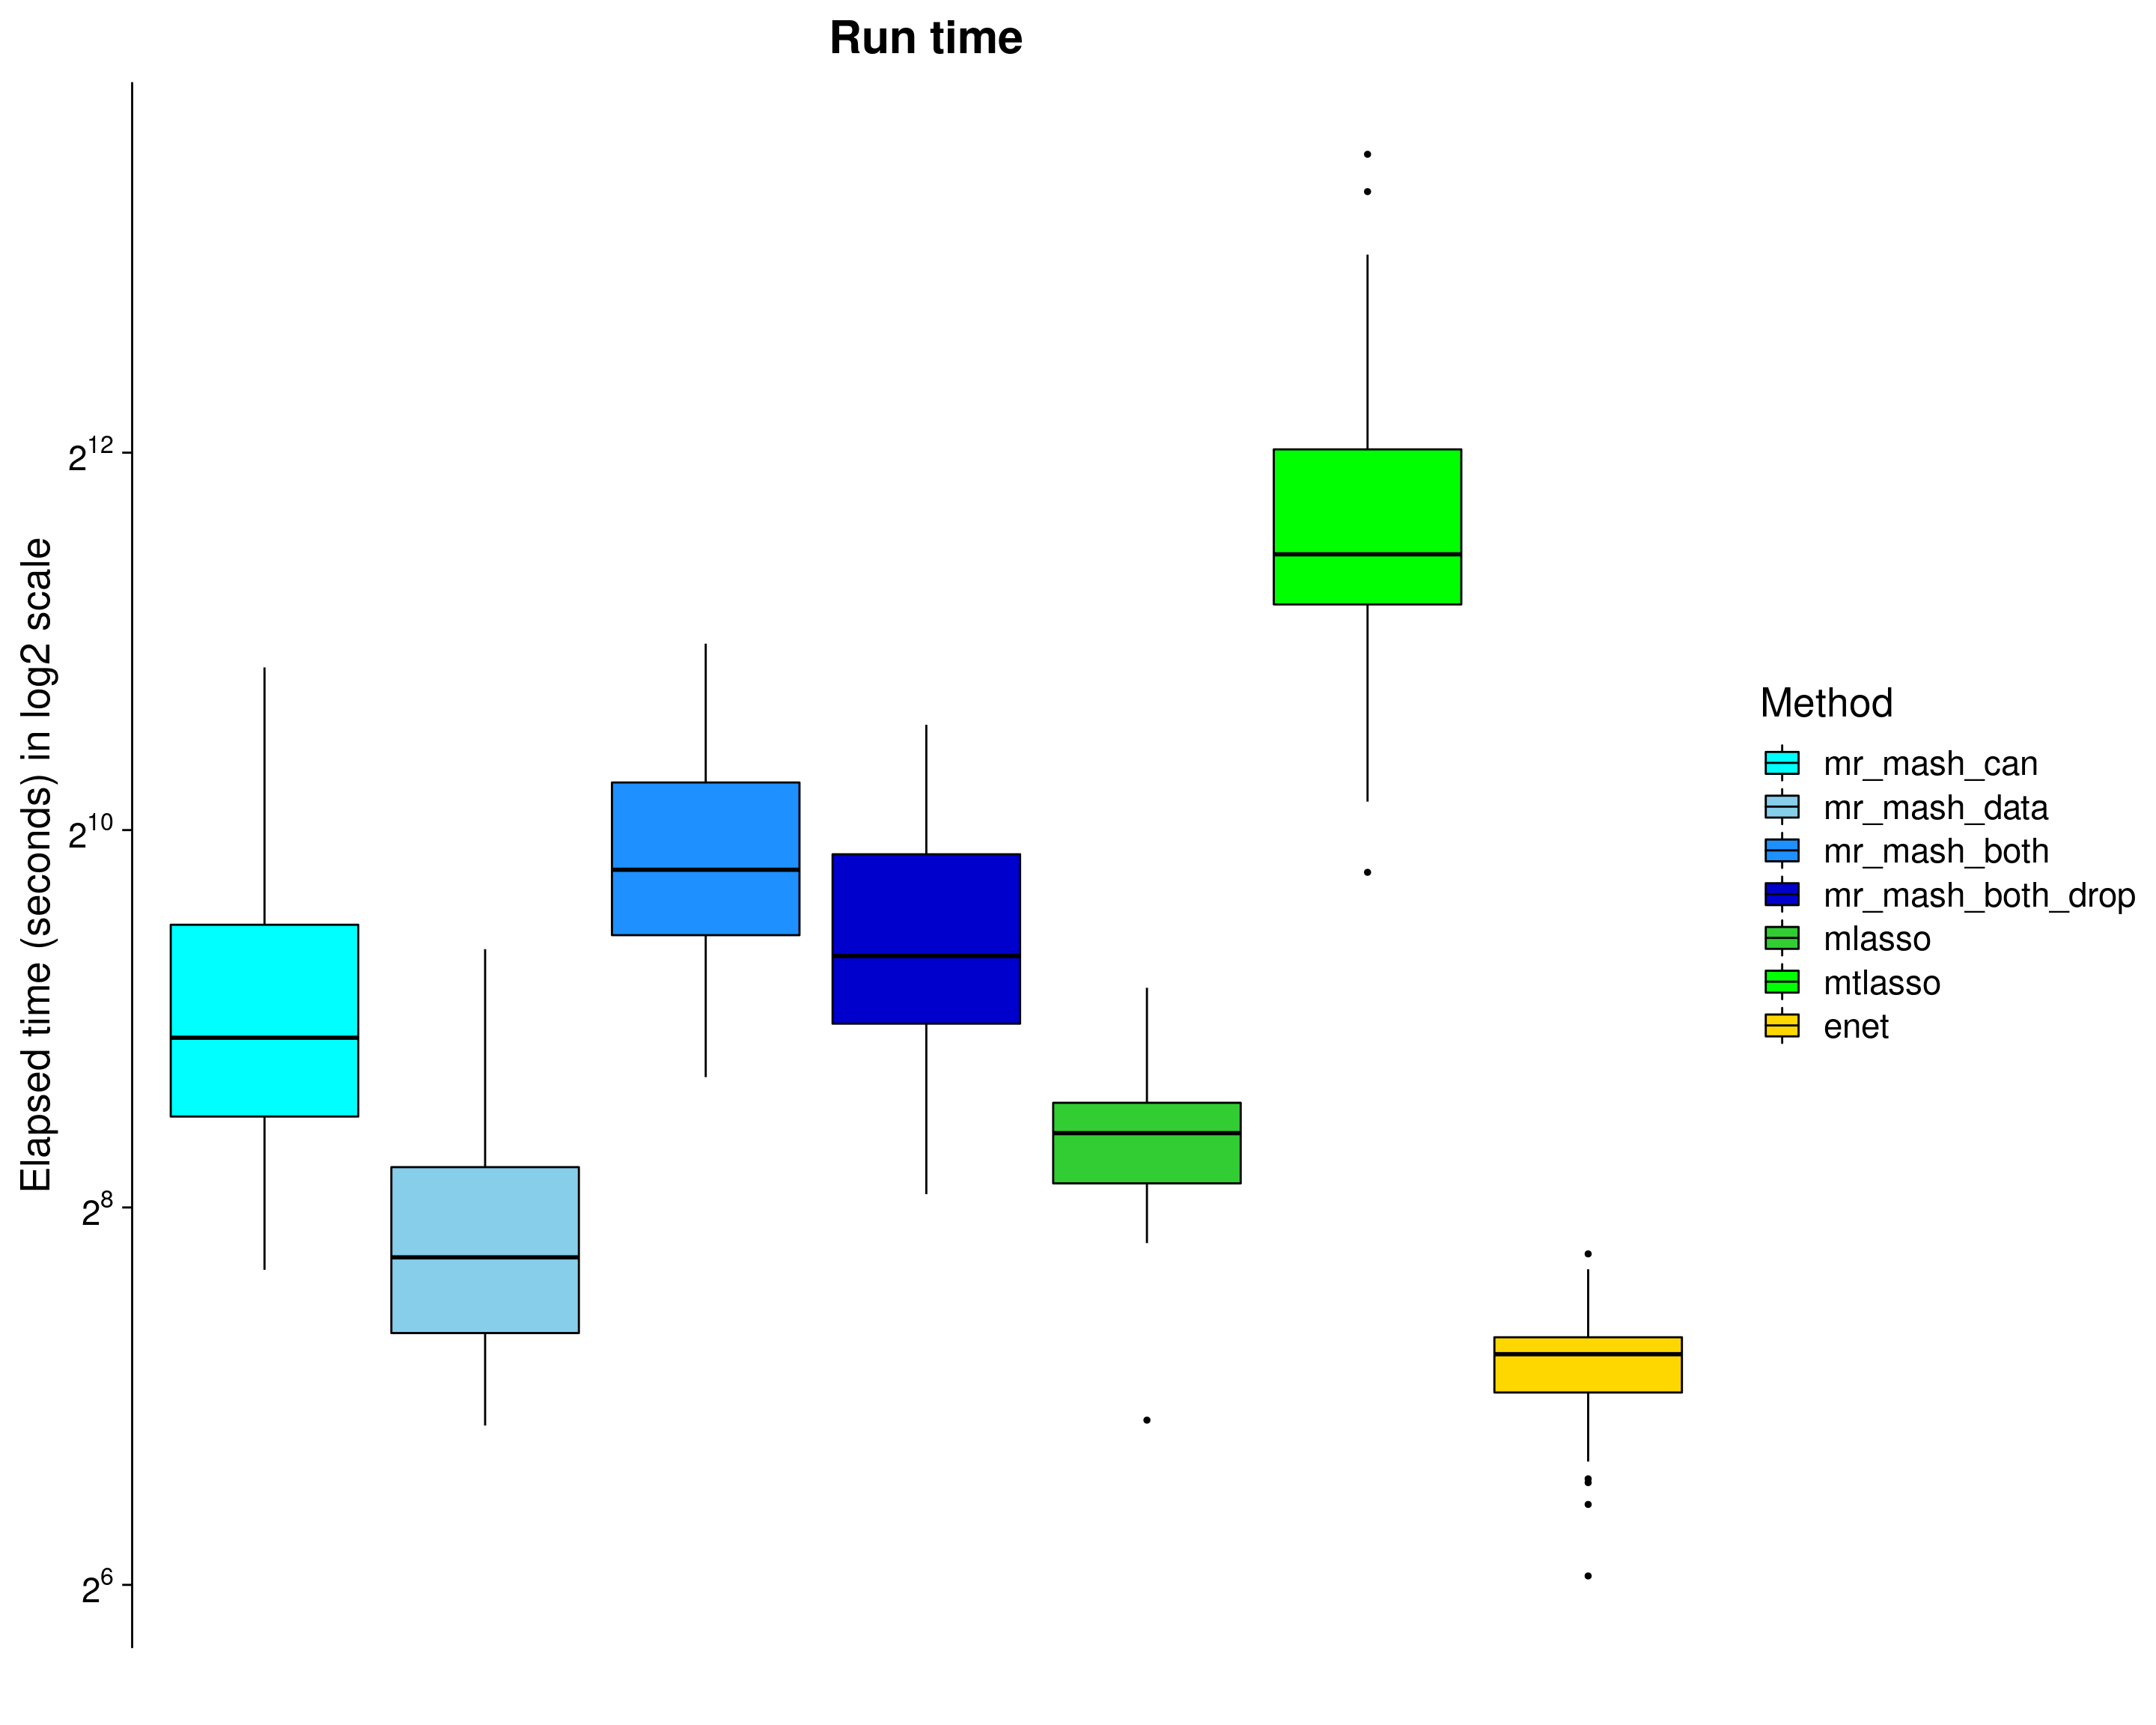 Run time
Elapsed time (seconds) in log2 scale
2^12
2^10
2^8
2^6
Method
mr_mash_can
mr_mash_data
mr_mash_both
mr_mash_both_drop
mlasso
mtlasso
enet